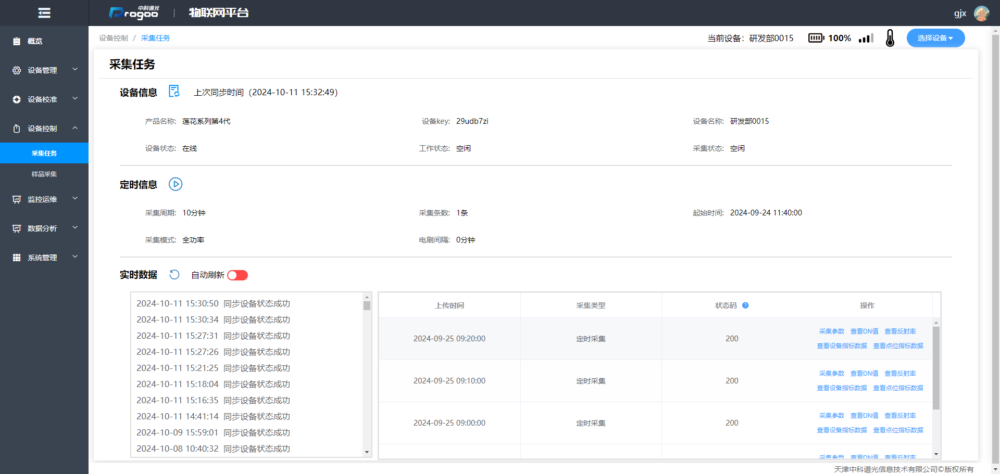 中科谱光
Progoo
物联网平台
gjx
概览
设备管理
设备校准
设备控制
采集任务
样品采集
监控运维
数据分析
系统管理
设备控制 / 采集任务
当前设备：研发部0015 100% 选择设备
采集任务
设备信息 上次同步时间（2024-10-11 15:32:49）
产品名称: 莲花系列第4代 设备key: 29udb7zi 设备名称: 研发部0015
设备状态: 在线 工作状态: 空闲 采集状态: 空闲
定时信息
采集周期: 10分钟 采集条数: 1条 起始时间: 2024-09-24 11:40:00
采集模式: 全功率 电刷间隔: 0分钟
实时数据 自动刷新
2024-10-11 15:30:50 同步设备状态成功
2024-10-11 15:30:34 同步设备状态成功
2024-10-11 15:27:31 同步设备状态成功
2024-10-11 15:27:26 同步设备状态成功
2024-10-11 15:21:25 同步设备状态成功
2024-10-11 15:18:04 同步设备状态成功
2024-10-11 15:16:35 同步设备状态成功
2024-10-11 14:41:14 同步设备状态成功
2024-10-09 15:59:01 同步设备状态成功
2024-10-08 10:40:32 同步设备状态成功
上传时间 采集类型 状态码 ? 操作
2024-09-25 09:20:00 定时采集 200 采集参数 查看DN值 查看反射率
查看设备指标数据 查看点位指标数据
2024-09-25 09:10:00 定时采集 200 采集参数 查看DN值 查看反射率
查看设备指标数据 查看点位指标数据
2024-09-25 09:00:00 定时采集 200 采集参数 查看DN值 查看反射率
查看设备指标数据 查看点位指标数据
采集参数 查看DN值 查看反射率
天津中科谱光信息技术有限公司©版权所有